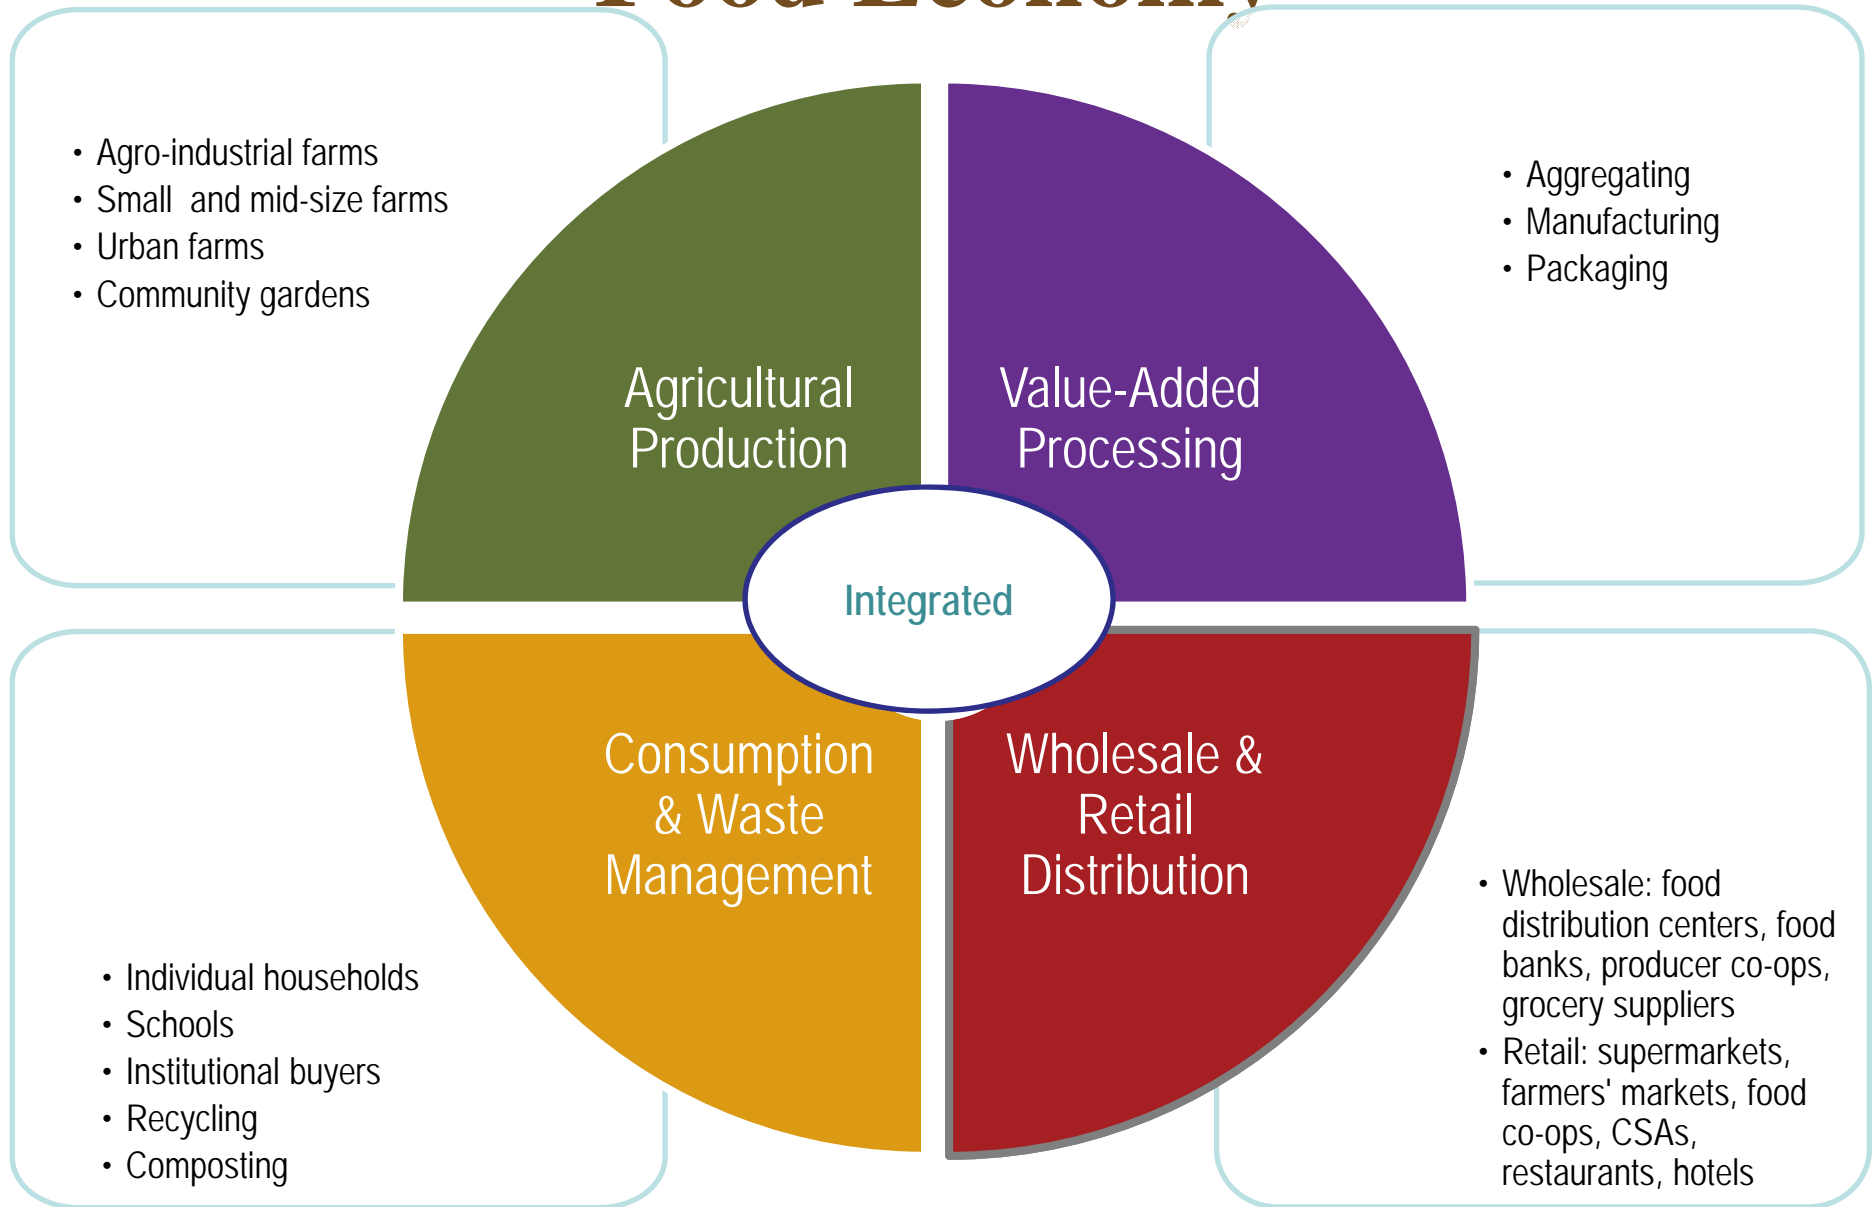 Food Economy
• Agro-industrial farms
• Small  and mid-size farms
• Urban farms
• Community gardens
• Aggregating
• Manufacturing
• Packaging
Agricultural
Production
Value-Added
Processing
Integrated
Consumption
& Waste
Management
Wholesale &
Retail
Distribution
• Individual households
• Schools
• Institutional buyers
• Recycling
• Composting
• Wholesale: food
distribution centers, food
banks, producer co-ops,
grocery suppliers
• Retail: supermarkets,
farmers' markets, food
co-ops, CSAs,
restaurants, hotels